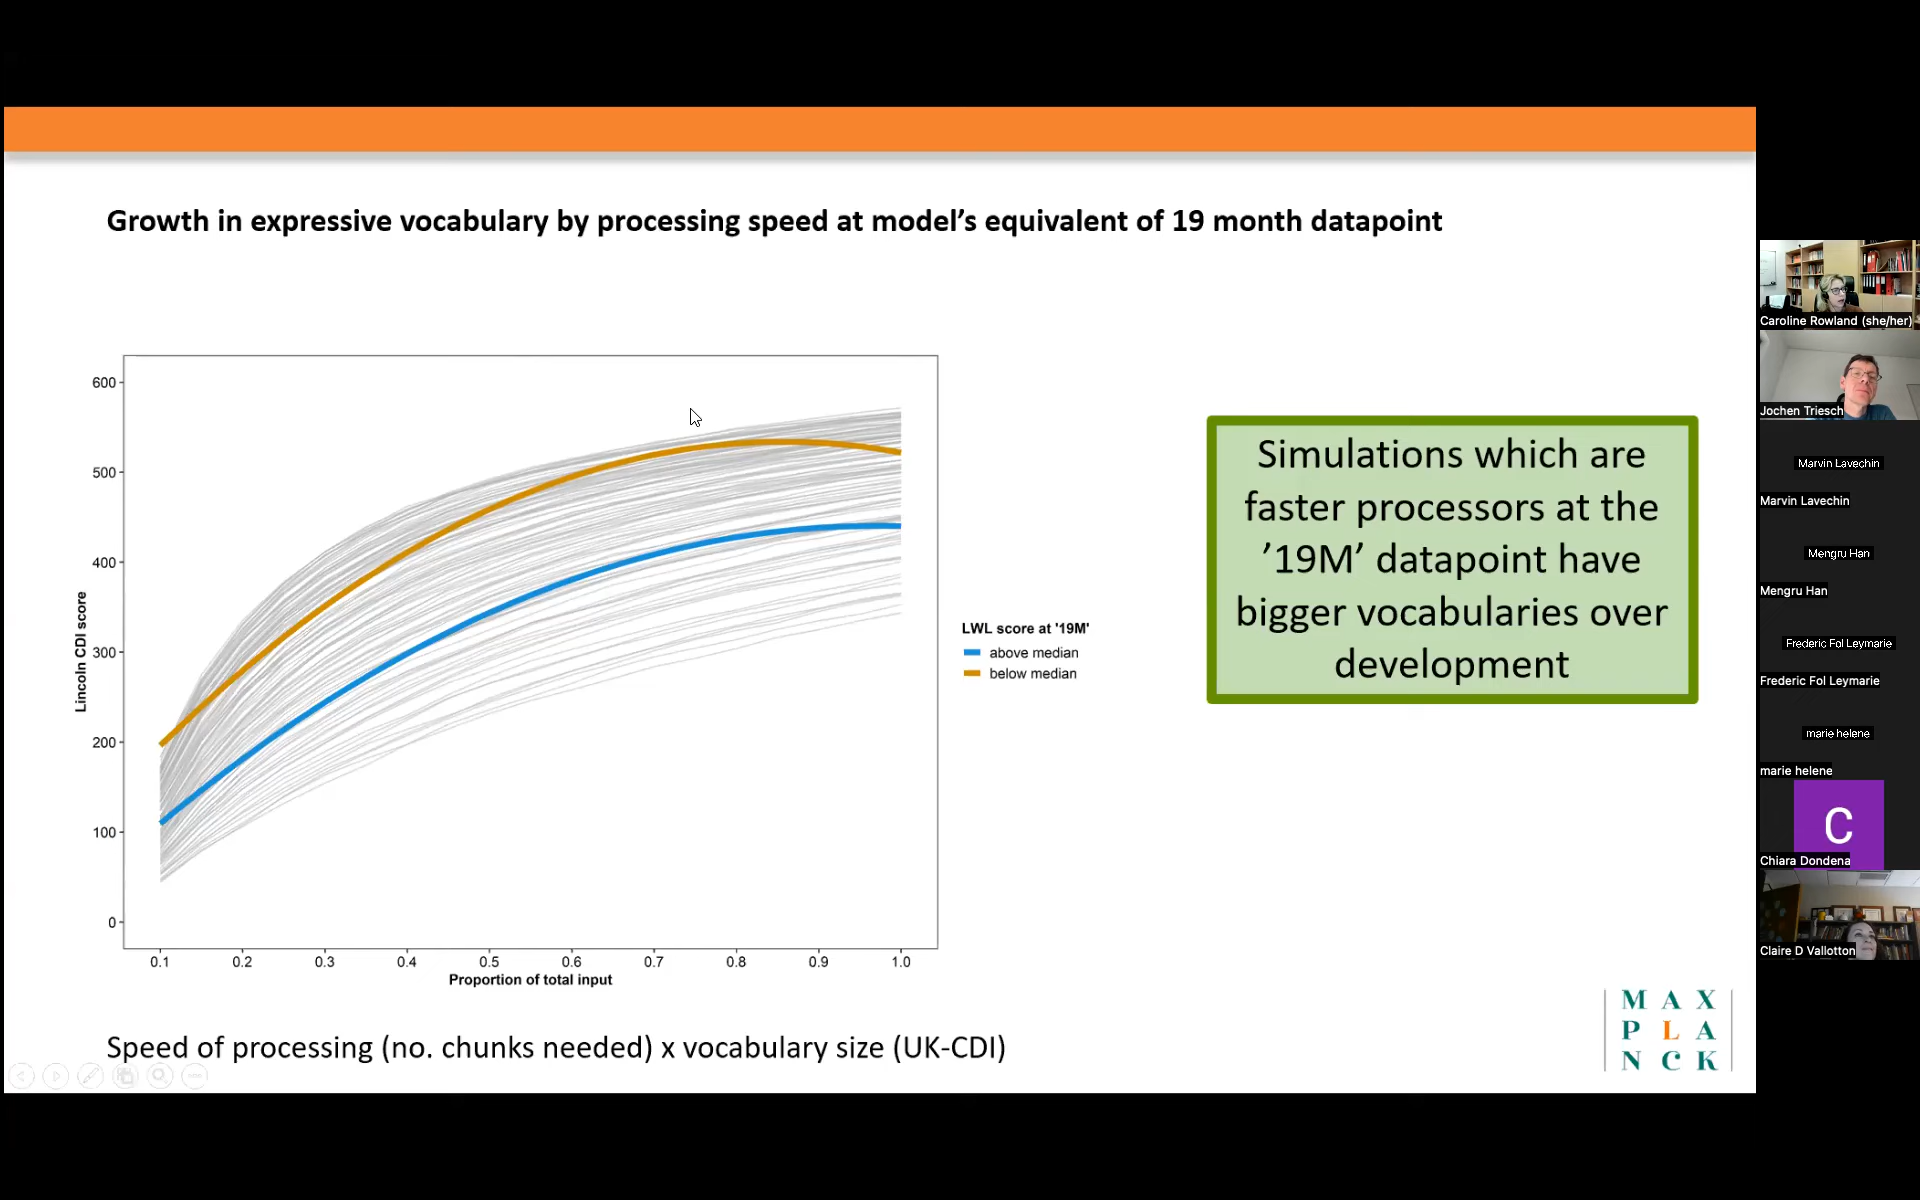 Growth in expressive vocabulary by processing speed at model’s equivalent of 19 month datapoint
600
500
400
300
200
100
0
Lincoln CDI score
0.1 0.2 0.3 0.4 0.5 0.6 0.7 0.8 0.9 1.0
Proportion of total input
LWL score at '19M'
above median
below median
Simulations which are
faster processors at the
’19M’ datapoint have
bigger vocabularies over
development
Speed of processing (no. chunks needed) x vocabulary size (UK-CDI)
MAX
PLA
NCK
Caroline Rowland (she/her)
Jochen Triesch
Marvin Lavechin
Marvin Lavechin
Mengru Han
Mengru Han
Frederic Fol Leymarie
Frederic Fol Leymarie
marie helene
marie helene
C
Chiara Dondena
Claire D Vallotton